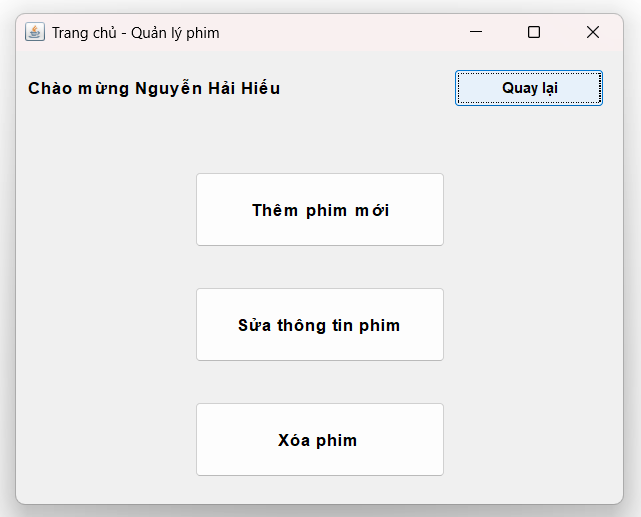 Trang chủ - Quản lý phim
Chào mừng Nguyễn Hải Hiếu
Quay lại
Thêm phim mới
Sửa thông tin phim
Xóa phim